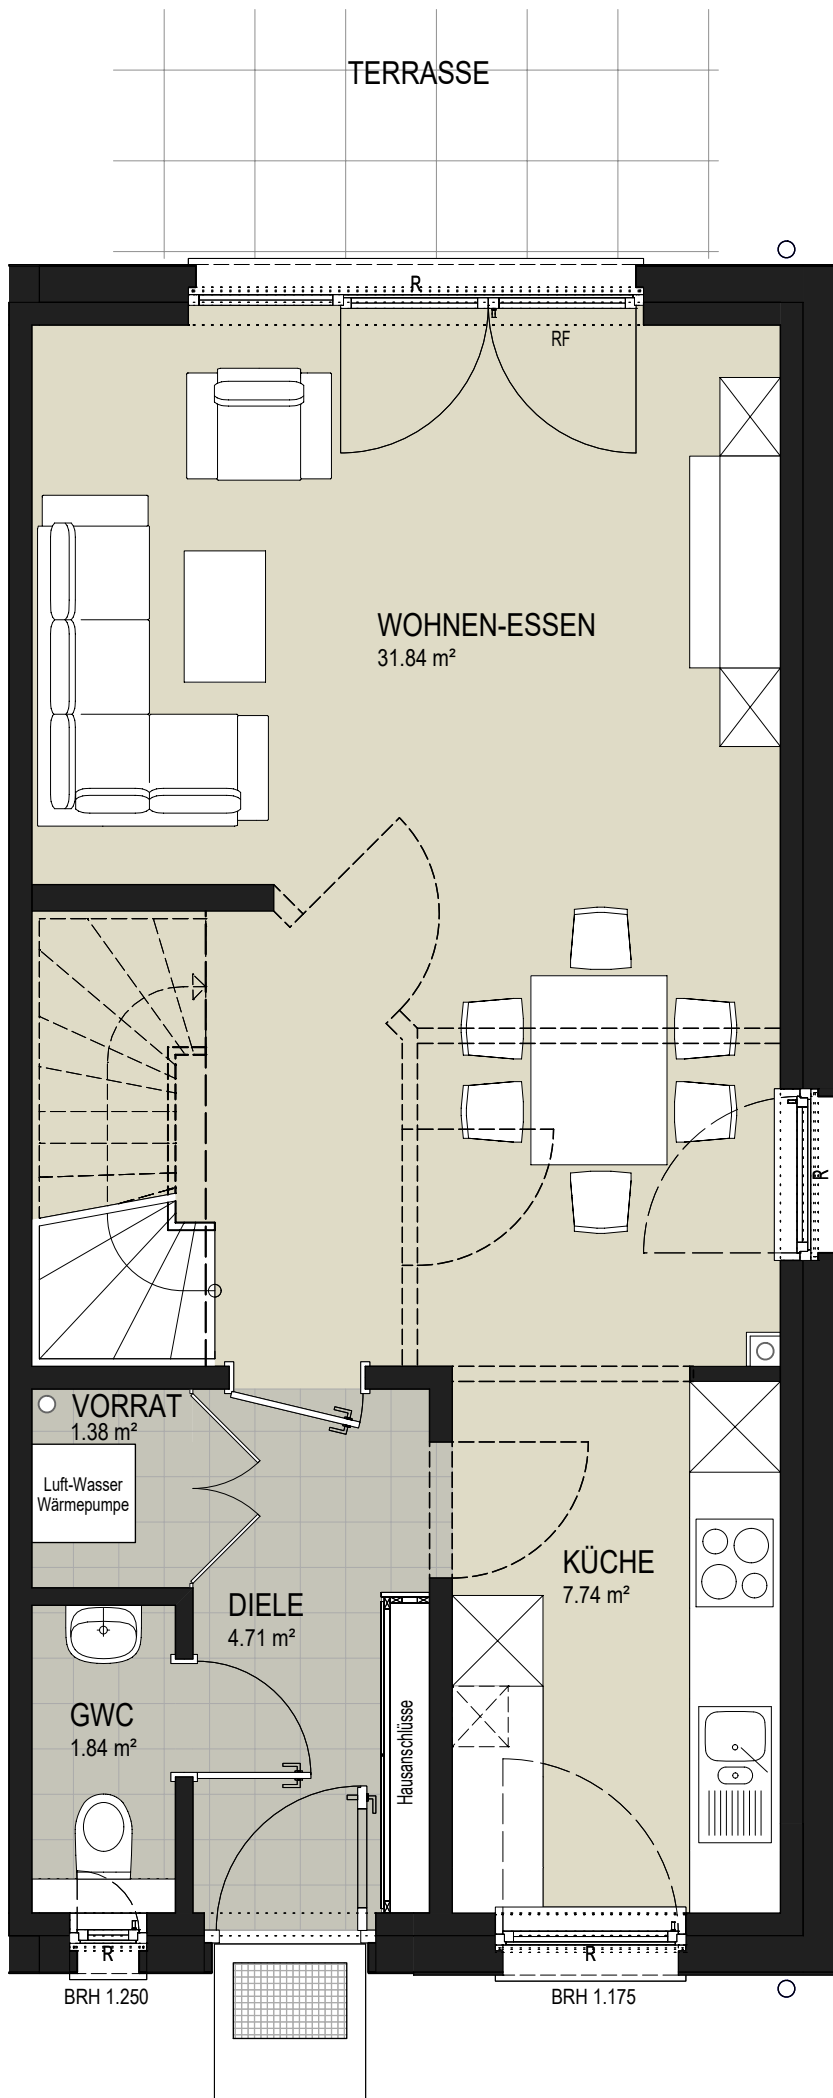 TERRASSE
R
RF
WOHNEN-ESSEN
31.84 m²
R
VORRAT
1.38 m²
Luft-Wasser
Wärmepumpe
KÜCHE
7.74 m²
DIELE
4.71 m²
GWC
1.84 m²
Hausanschlüsse
R
R
BRH 1.250
BRH 1.175